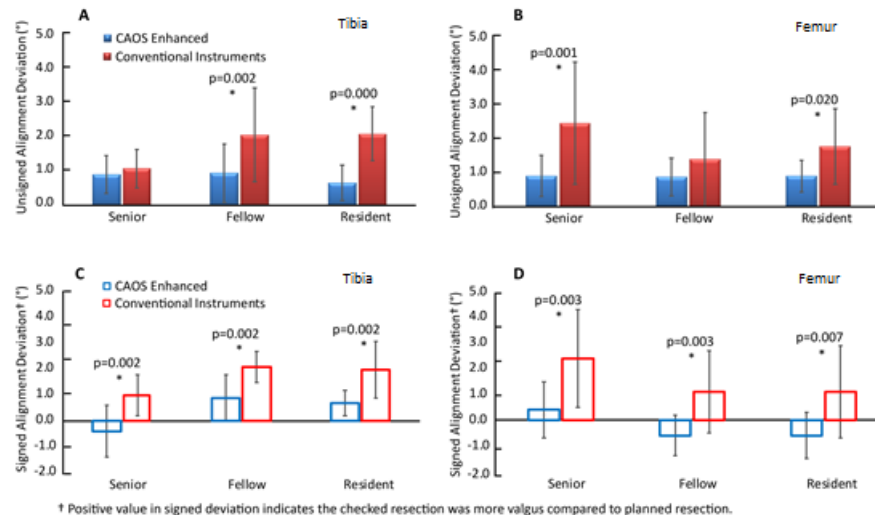 A
Tibia
CAOS Enhanced
Conventional Instruments
Unsigned Alignment Deviation (°)
5.0
4.0
3.0
2.0
1.0
0.0
p=0.002
*
p=0.000
*
Senior Fellow Resident
B
Femur
Unsigned Alignment Deviation (°)
5.0
4.0
3.0
2.0
1.0
0.0
p=0.001
*
p=0.020
*
Senior Fellow Resident
C
Tibia
CAOS Enhanced
Conventional Instruments
Signed Alignment Deviation† (°)
5.0
4.0
3.0
2.0
1.0
0.0
-1.0
-2.0
p=0.002
*
p=0.002
*
p=0.002
*
Senior Fellow Resident
D
Femur
Signed Alignment Deviation† (°)
5.0
4.0
3.0
2.0
1.0
0.0
-1.0
-2.0
p=0.003
*
p=0.003
*
p=0.007
*
Senior Fellow Resident
† Positive value in signed deviation indicates the checked resection was more valgus compared to planned resection.